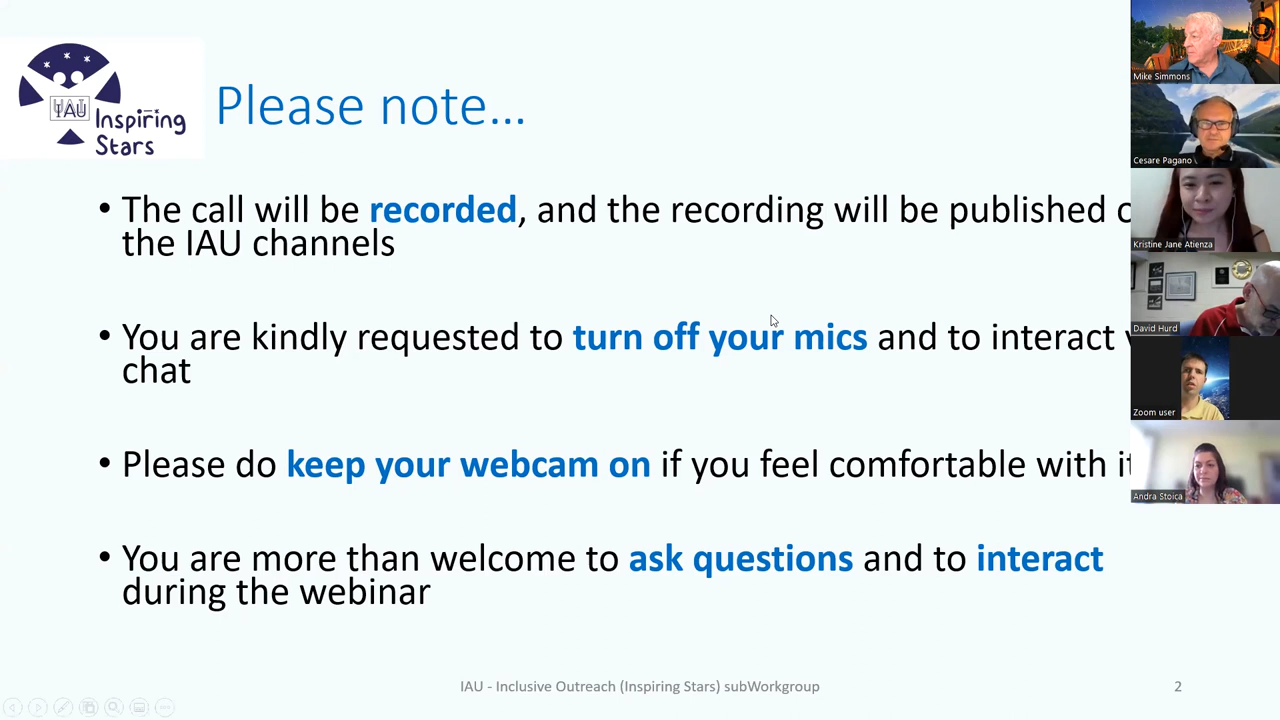 IAU Inspiring
Stars
Please note…
• The call will be recorded, and the recording will be published
the IAU channels
• You are kindly requested to turn off your mics and to interact
chat
• Please do keep your webcam on if you feel comfortable with
• You are more than welcome to ask questions and to interact
during the webinar
IAU - Inclusive Outreach (Inspiring Stars) subWorkgroup
2
Mike Simmons
Cesare Pagano
Kristine Jane Atienza
David Hurd
Zoom user
Andra Stoica